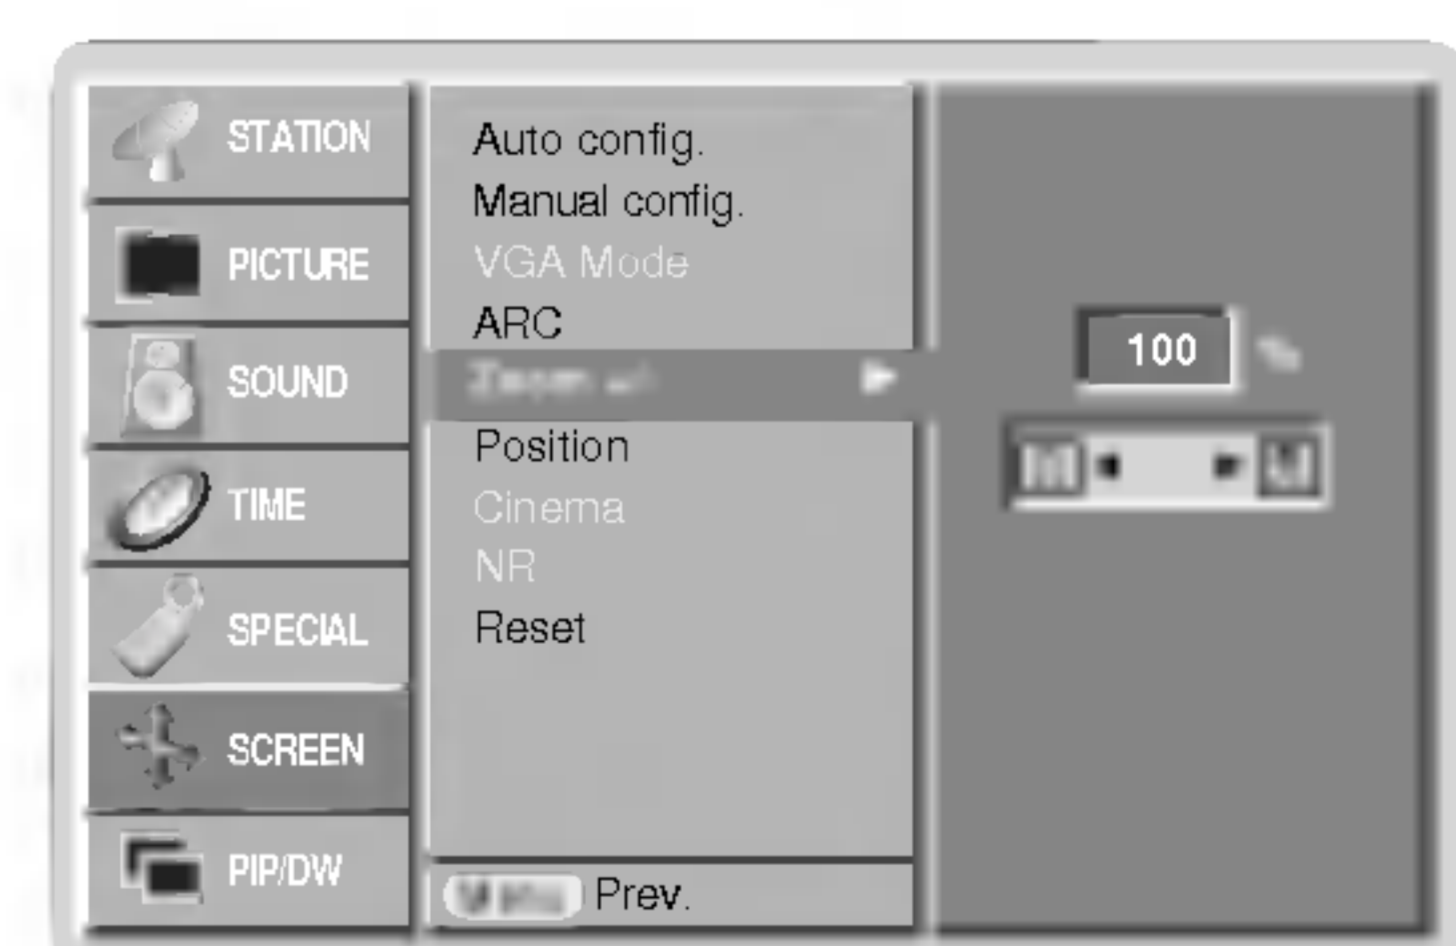 STATION
PICTURE
SOUND
TIME
SPECIAL
SCREEN
PIP/DW
Auto config.
Manual config.
VGA Mode
ARC
Zoom +/-
Position
Cinema
NR
Reset
Prev.
100